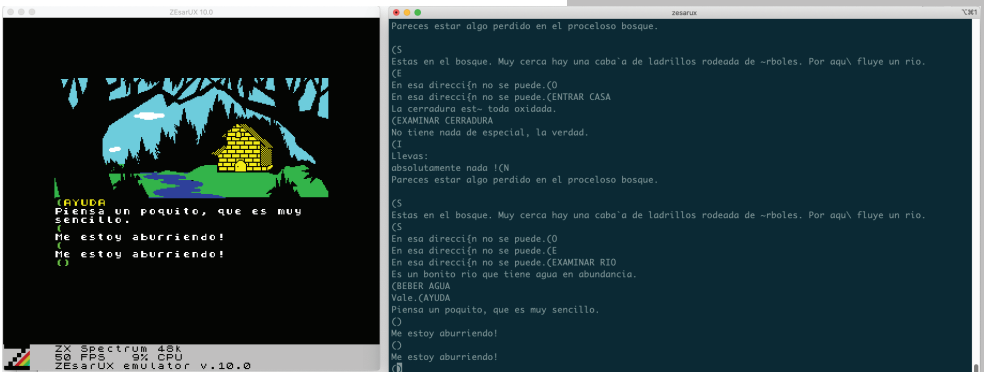 ZEsarUX 10.0
(AYUDA
Piensa un poquito, que es muy
sencillo.
(
Me estoy aburriendo!
(
Me estoy aburriendo!
()
ZX Spectrum 48k
50 FPS 9% CPU
ZEsarUX emulator v.10.0
zesarux
⌥⌘1
Pareces estar algo perdido en el proceloso bosque.
(S
Estas en el bosque. Muy cerca hay una caba`a de ladrillos rodeada de ~rboles. Por aqu\ fluye un rio.
(E
En esa direcci{n no se puede.(O
En esa direcci{n no se puede.(ENTRAR CASA
La cerradura est~ toda oxidada.
(EXAMINAR CERRADURA
No tiene nada de especial, la verdad.
(I
Llevas:
absolutamente nada !(N
Pareces estar algo perdido en el proceloso bosque.
(S
Estas en el bosque. Muy cerca hay una caba`a de ladrillos rodeada de ~rboles. Por aqu\ fluye un rio.
(S
En esa direcci{n no se puede.(O
En esa direcci{n no se puede.(E
En esa direcci{n no se puede.(EXAMINAR RIO
Es un bonito rio que tiene agua en abundancia.
(BEBER AGUA
Vale.(AYUDA
Piensa un poquito, que es muy sencillo.
()
Me estoy aburriendo!
()
Me estoy aburriendo!
()